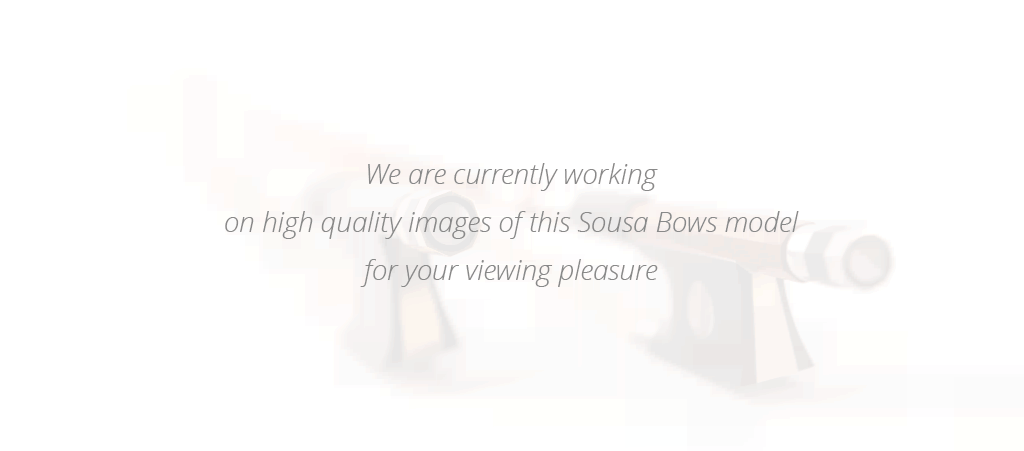 We are currently working
on high quality images of this Sousa Bows model
for your viewing pleasure